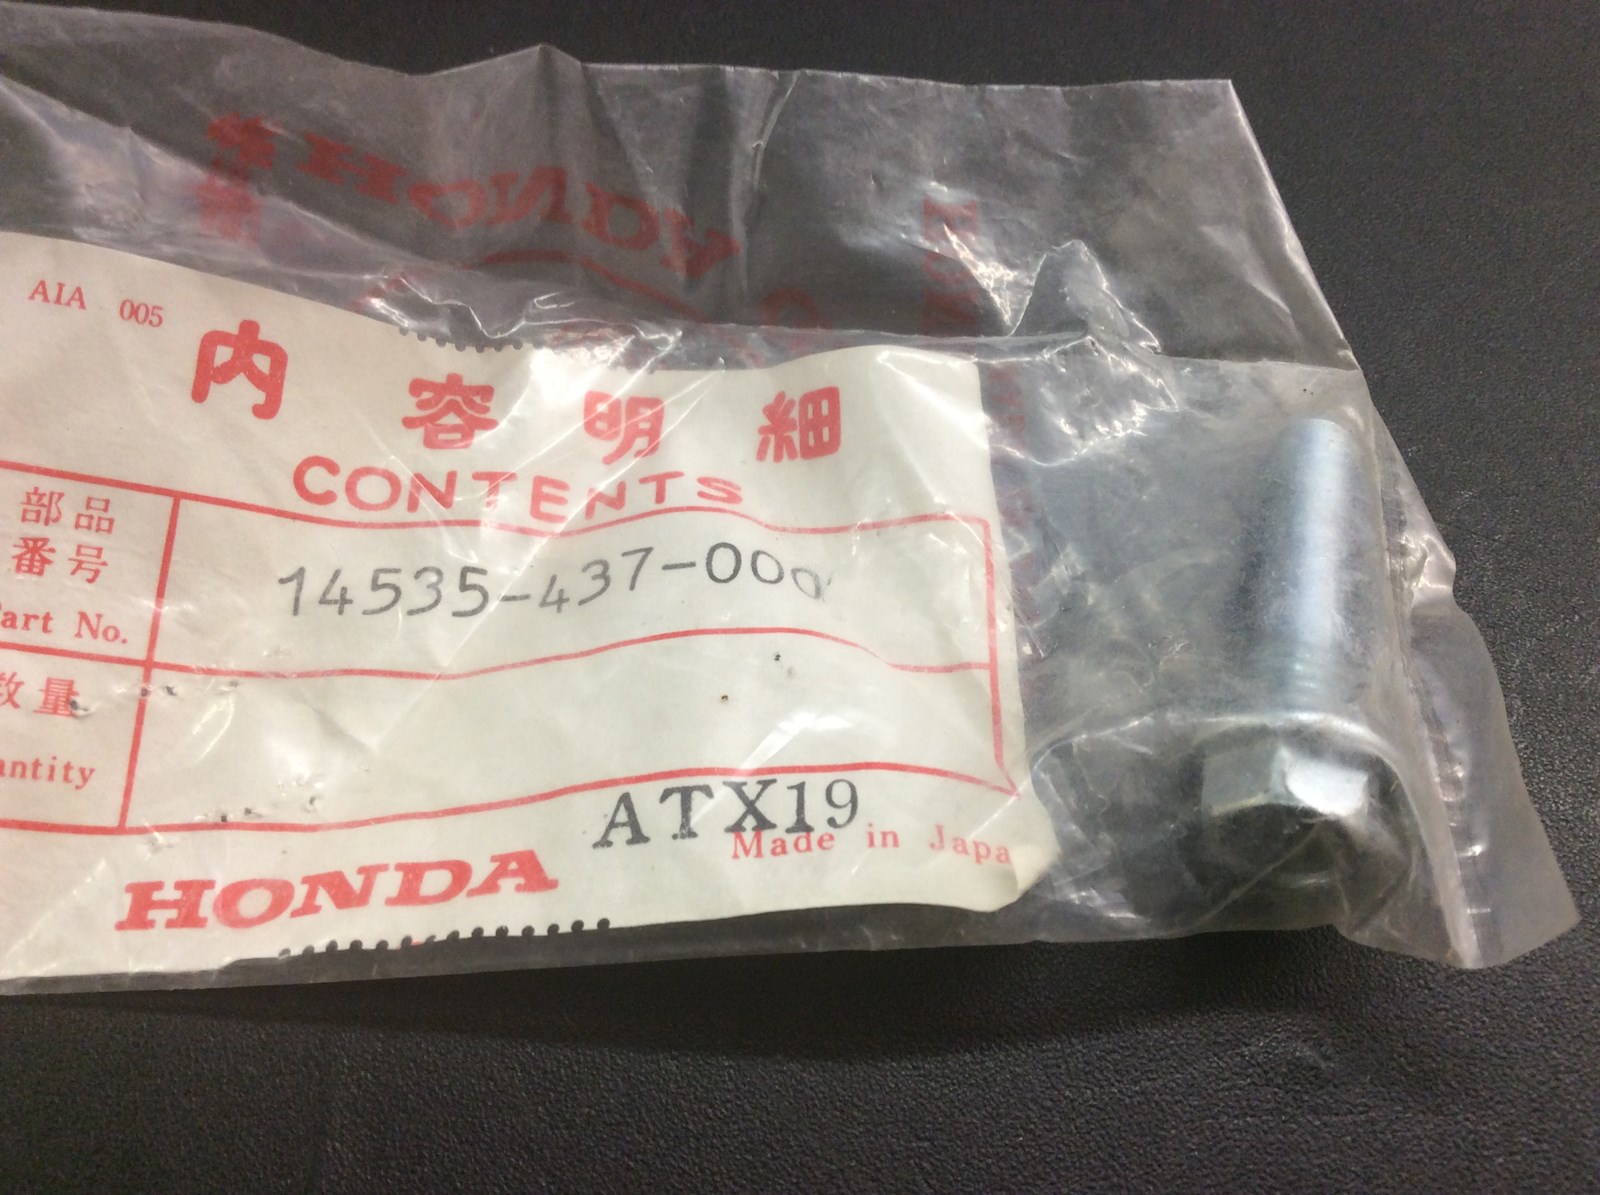 HONDA
AIA 005
内容明細
CONTENTS
部品
番号
art No.
14535-437-000
数量
antity
ATX19
Made in Japa
HONDA